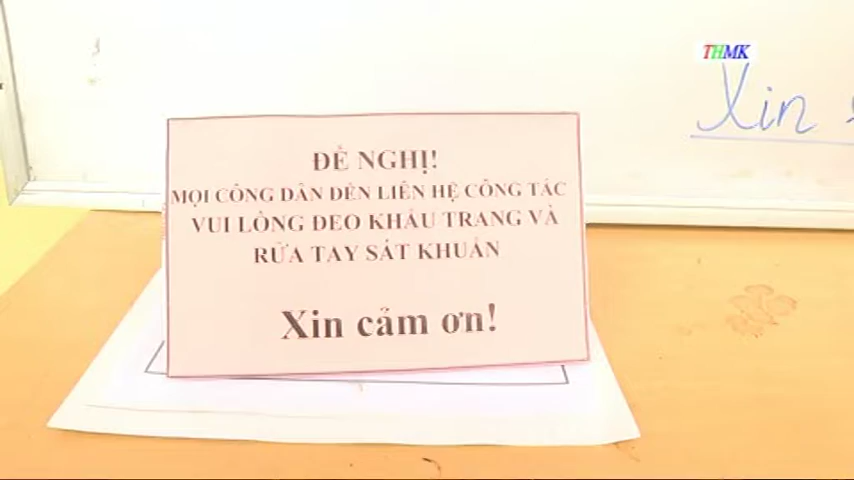 THMK
Xin
ĐỀ NGHỊ!
MỌI CÔNG DÂN ĐẾN LIÊN HỆ CÔNG TÁC
VUI LÒNG ĐEO KHẨU TRANG VÀ
RỬA TAY SÁT KHUẨN
Xin cảm ơn!